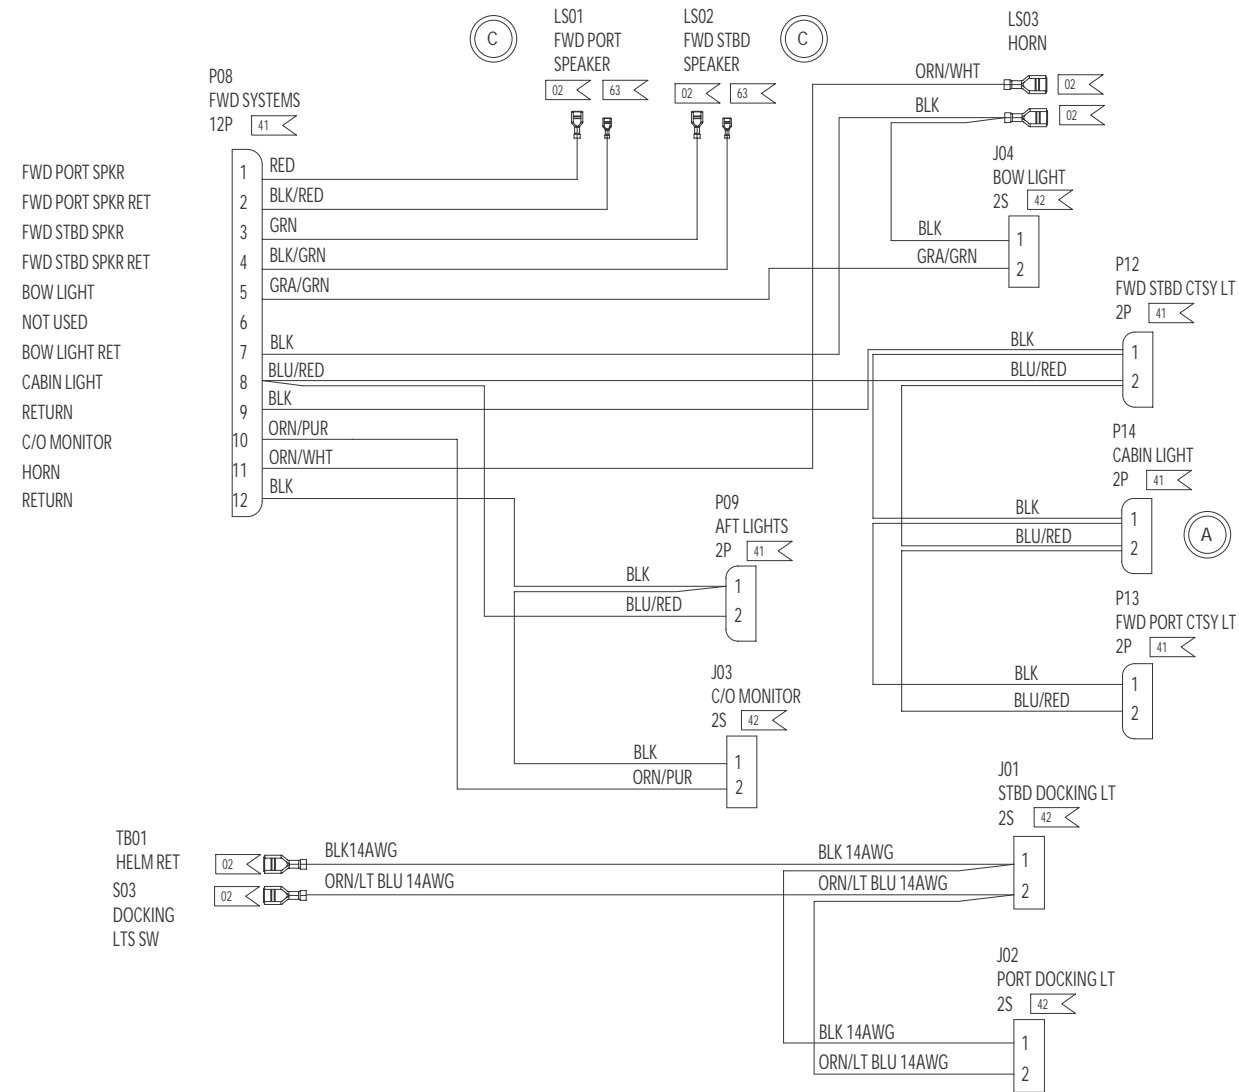 C
LS01
FWD PORT
SPEAKER
02
63
LS02
FWD STBD
SPEAKER
02
63
C
LS03
HORN
ORN/WHT
02
BLK
02
P08
FWD SYSTEMS
12P
41
FWD PORT SPKR
1
RED
FWD PORT SPKR RET
2
BLK/RED
FWD STBD SPKR
3
GRN
FWD STBD SPKR RET
4
BLK/GRN
BOW LIGHT
5
GRA/GRN
NOT USED
6
BOW LIGHT RET
7
BLK
CABIN LIGHT
8
BLU/RED
RETURN
9
BLK
C/O MONITOR
10
ORN/PUR
HORN
11
ORN/WHT
RETURN
12
BLK
J04
BOW LIGHT
2S
42
BLK
1
GRA/GRN
2
P12
FWD STBD CTSY LT
2P
41
BLK
1
BLU/RED
2
P14
CABIN LIGHT
2P
41
BLK
1
BLU/RED
2
A
P09
AFT LIGHTS
2P
41
BLK
1
BLU/RED
2
P13
FWD PORT CTSY LT
2P
41
BLK
1
BLU/RED
2
J03
C/O MONITOR
2S
42
BLK
1
ORN/PUR
2
J01
STBD DOCKING LT
2S
42
TB01
HELM RET
02
BLK14AWG
BLK 14AWG
1
S03
DOCKING
LTS SW
02
ORN/LT BLU 14AWG
ORN/LT BLU 14AWG
2
J02
PORT DOCKING LT
2S
42
BLK 14AWG
1
ORN/LT BLU 14AWG
2